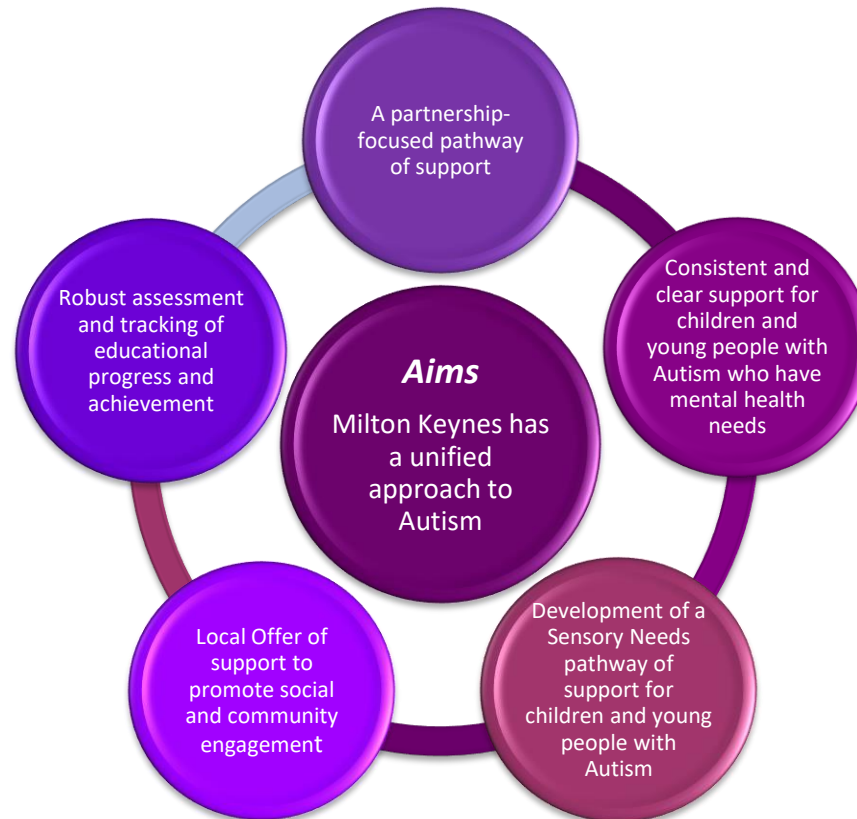 A partnership-
focused pathway
of support
Consistent and
clear support for
children and
young people with
Autism who have
mental health
needs
Development of a
Sensory Needs
pathway of
support for
children and young
people with
Autism
Local Offer of
support to
promote social
and community
engagement
Robust assessment
and tracking of
educational
progress and
achievement
Aims
Milton Keynes has
a unified
approach to
Autism